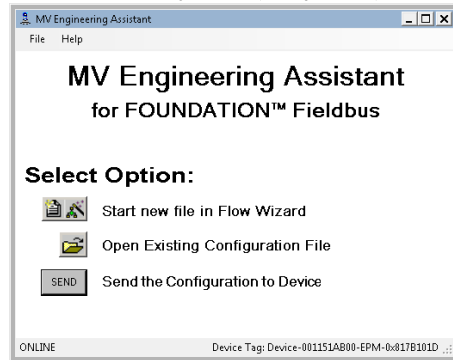 MV Engineering Assistant
File Help
MV Engineering Assistant
for FOUNDATION™ Fieldbus
Select Option:
Start new file in Flow Wizard
Open Existing Configuration File
SEND Send the Configuration to Device
ONLINE Device Tag: Device-001151AB00-EPM-0x817B101D